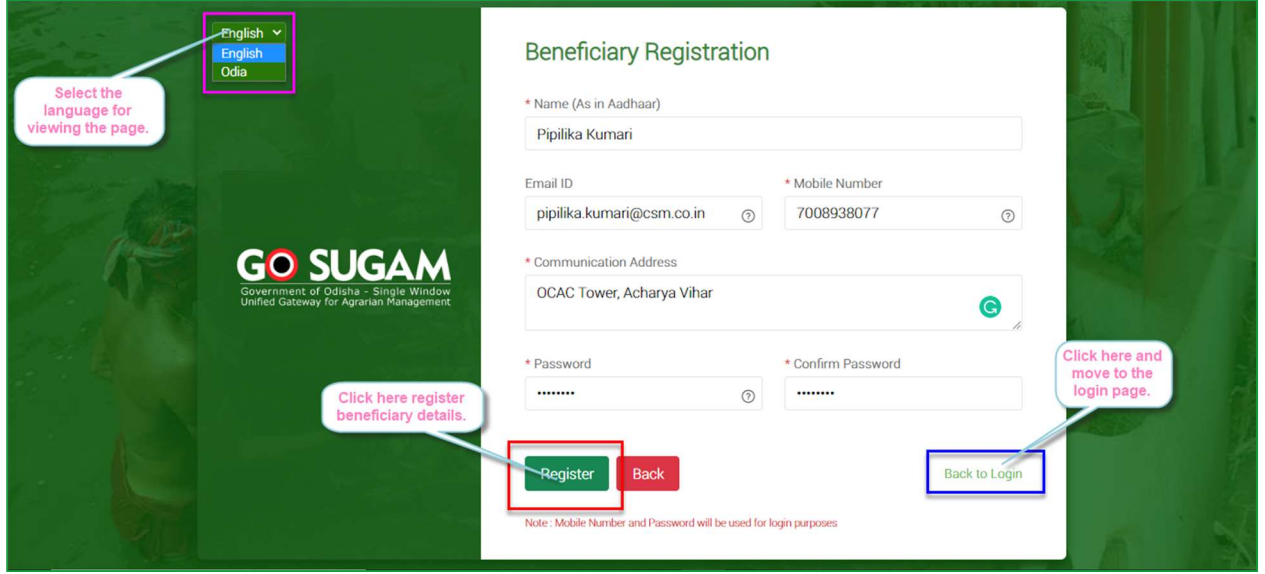 English
English
Odia
Select the
language for
viewing the page.
GO SUGAM
Government of Odisha - Single Window
Unified Gateway for Agrarian Management
Beneficiary Registration
* Name (As in Aadhaar)
Pipilika Kumari
Email ID
* Mobile Number
pipilika.kumari@csm.co.in
7008938077
* Communication Address
OCAC Tower, Acharya Vihar
* Password
* Confirm Password
••••••••
••••••••
Click here register
beneficiary details.
Click here and
move to the
login page.
Register
Back
Back to Login
Note : Mobile Number and Password will be used for login purposes